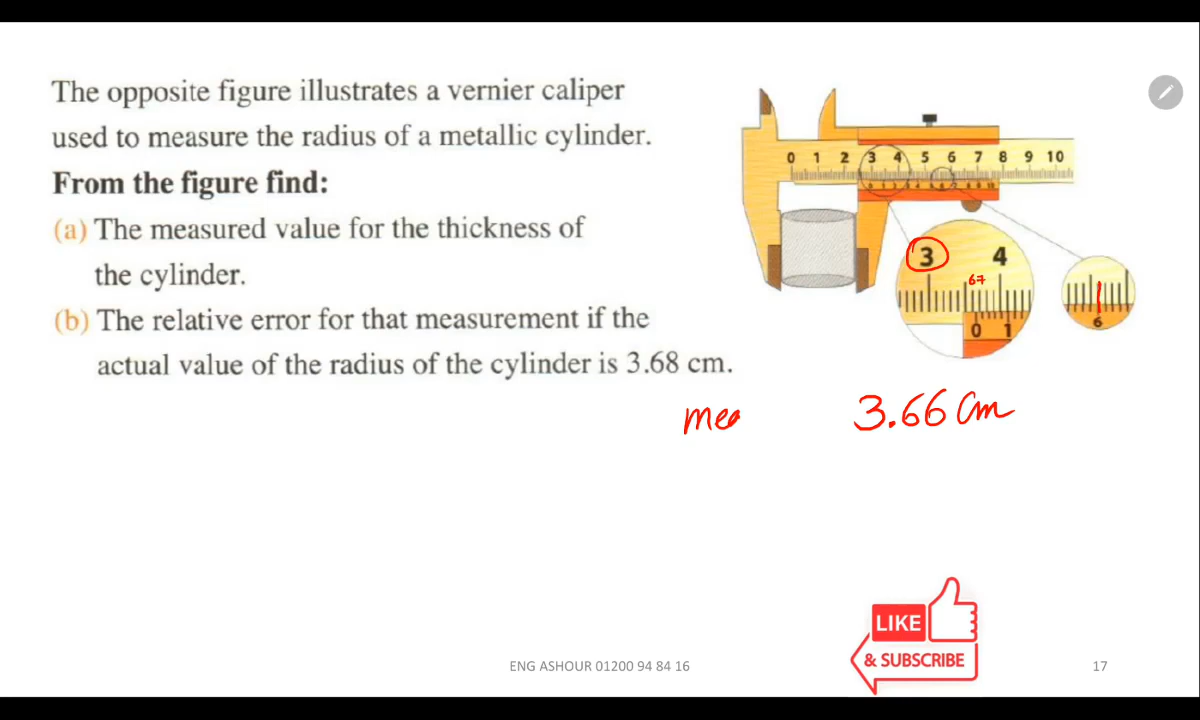 The opposite figure illustrates a vernier caliper
used to measure the radius of a metallic cylinder.
From the figure find:
(a) The measured value for the thickness of
the cylinder.
(b) The relative error for that measurement if the
actual value of the radius of the cylinder is 3.68 cm.
0 1 2 3 4 5 6 7 8 9 10
3 4
67
0 1
6
mea 3.66 cm
LIKE
& SUBSCRIBE
ENG ASHOUR 01200 94 84 16
17